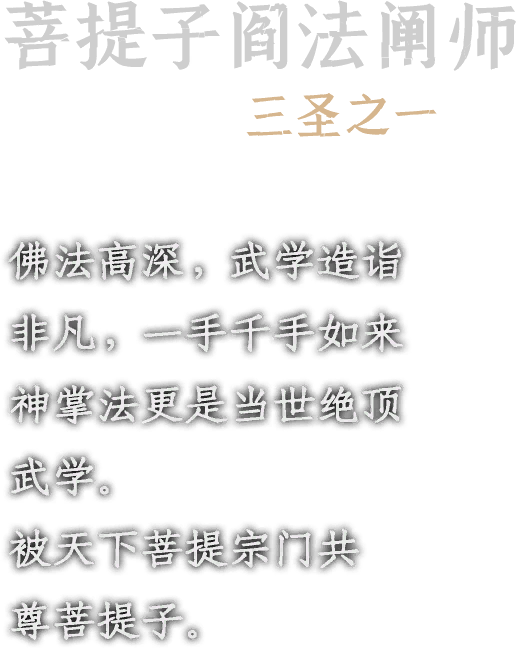 菩提子阎法阐师
三圣之一
佛法高深，武学造诣
非凡，一手千手如来
神掌法更是当世绝顶
武学。
被天下菩提宗门共
尊菩提子。